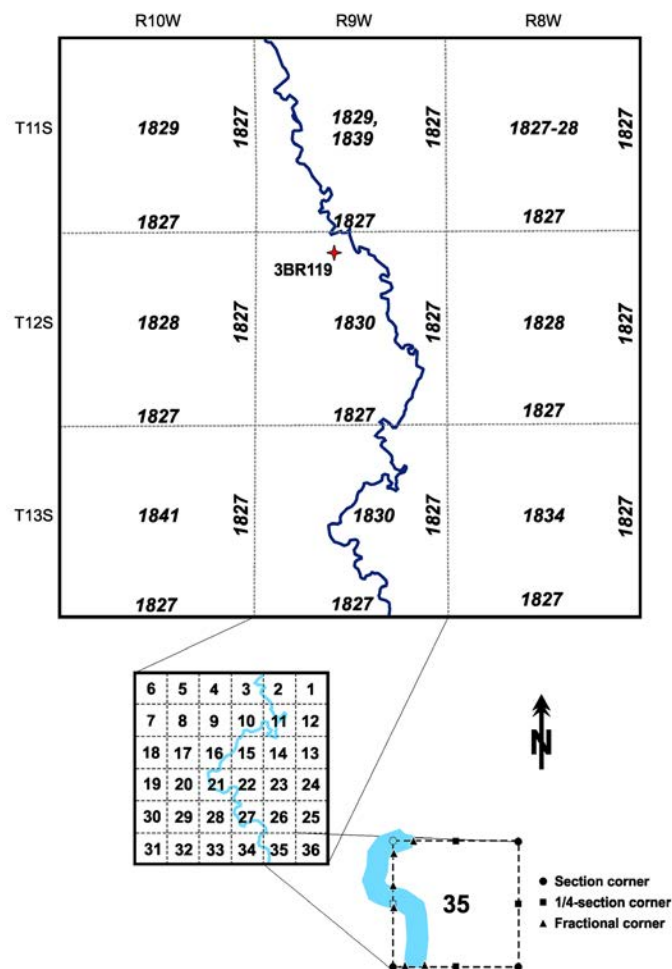 R10W R9W R8W
T11S 1829 1827 1829, 1827 1827-28 1827
1839
1827 1827 1827
3BR119
T12S 1828 1827 1830 1827 1828 1827
1827 1827 1827
T13S 1841 1827 1830 1827 1834 1827
1827 1827 1827
6 5 4 3 2 1
7 8 9 10 11 12
18 17 16 15 14 13
19 20 21 22 23 24
30 29 28 27 26 25
31 32 33 34 35 36
N
35
Section corner
1/4-section corner
Fractional corner